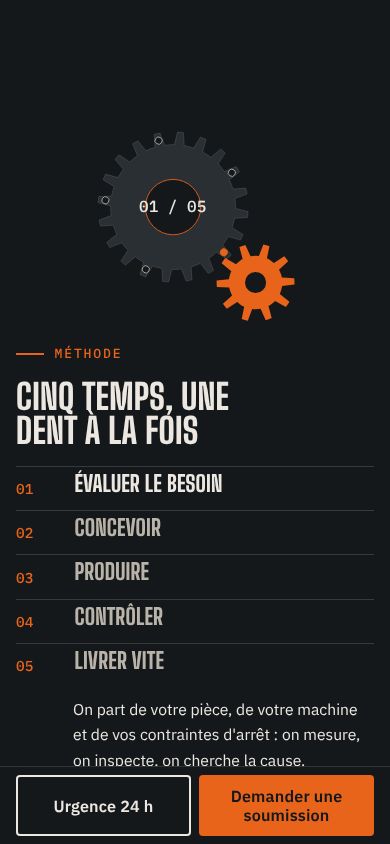 01 / 05
MÉTHODE
CINQ TEMPS, UNE
DENT À LA FOIS
01 ÉVALUER LE BESOIN
02 CONCEVOIR
03 PRODUIRE
04 CONTRÔLER
05 LIVRER VITE
On part de votre pièce, de votre machine
et de vos contraintes d'arrêt : on mesure,
on inspecte, on cherche la cause.
Urgence 24 h
Demander une
soumission